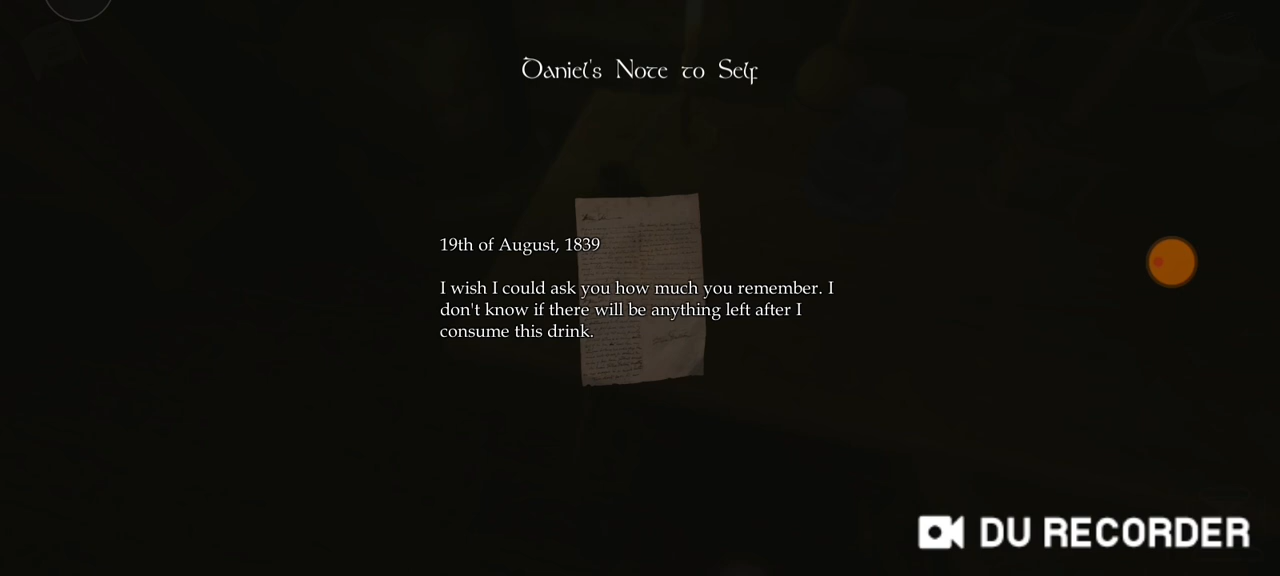 Daniel's Note to Self
19th of August, 1839
I wish I could ask you how much you remember. I
don't know if there will be anything left after I
consume this drink.
DU RECORDER